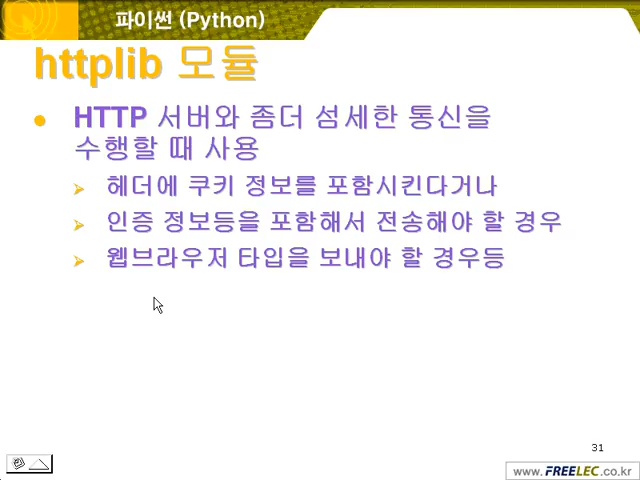 파이썬 (Python)
httplib 모듈
HTTP 서버와 좀더 섬세한 통신을
수행할 때 사용
헤더에 쿠키 정보를 포함시킨다거나
인증 정보등을 포함해서 전송해야 할 경우
웹브라우저 타입을 보내야 할 경우등
31
www.FREELEC.co.kr